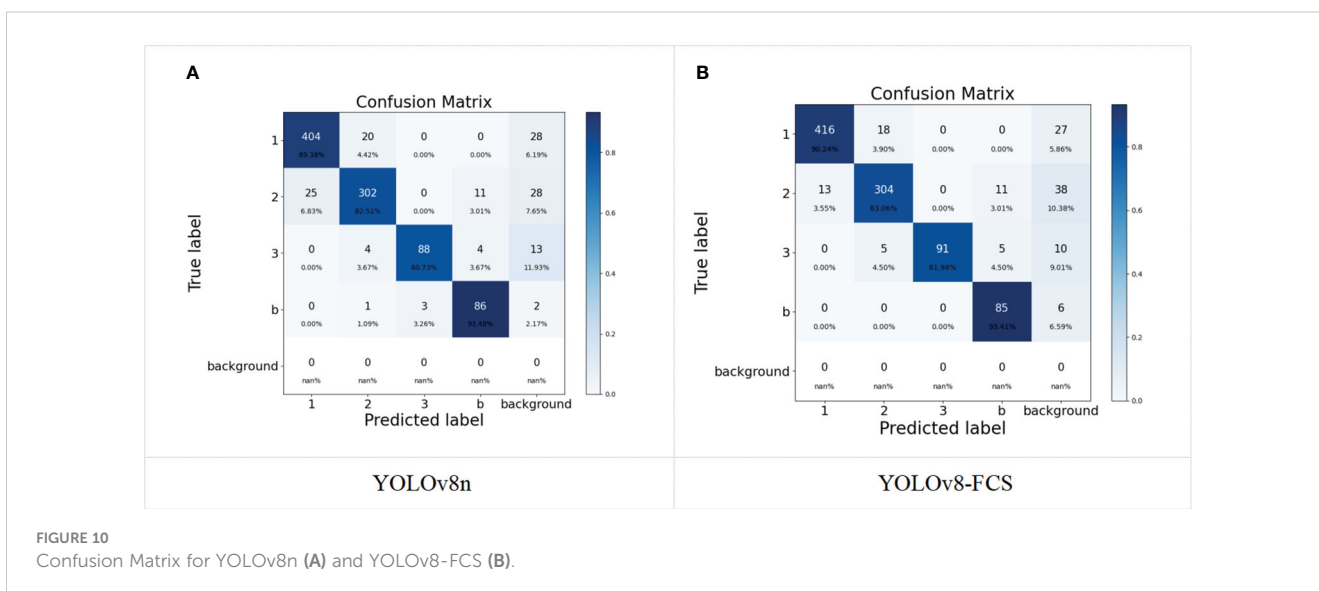 A
Confusion Matrix
1 404 20 0 0 28
89.38% 4.42% 0.00% 0.00% 6.19%
2 25 302 0 11 28
6.83% 82.51% 0.00% 3.01% 7.65%
3 0 4 88 4 13
0.00% 3.67% 80.73% 3.67% 11.93%
b 0 1 3 86 2
0.00% 1.09% 3.26% 93.48% 2.17%
background 0 0 0 0 0
nan% nan% nan% nan% nan%
1 2 3 b background
Predicted label
True label
0.8
0.6
0.4
0.2
0.0
YOLOv8n
B
Confusion Matrix
1 416 18 0 0 27
90.24% 3.90% 0.00% 0.00% 5.86%
2 13 304 0 11 38
3.55% 83.06% 0.00% 3.01% 10.38%
3 0 5 91 5 10
0.00% 4.50% 81.98% 4.50% 9.01%
b 0 0 0 85 6
0.00% 0.00% 0.00% 93.41% 6.59%
background 0 0 0 0 0
nan% nan% nan% nan% nan%
1 2 3 b background
Predicted label
True label
0.8
0.6
0.4
0.2
0.0
YOLOv8-FCS
FIGURE 10
Confusion Matrix for YOLOv8n (A) and YOLOv8-FCS (B).